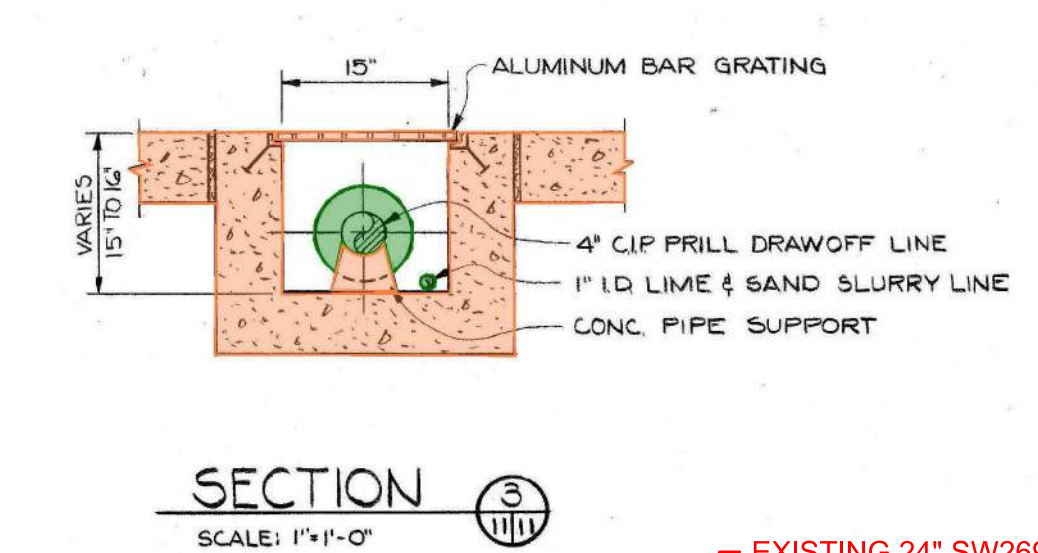 15"
ALUMINUM BAR GRATING
VARIES
15" TO 16"
4" C.I.P PRILL DRAWOFF LINE
1" I.D. LIME & SAND SLURRY LINE
CONC. PIPE SUPPORT
SECTION
3
11 11
SCALE: 1"=1'-0"
EXISTING 24" SW269